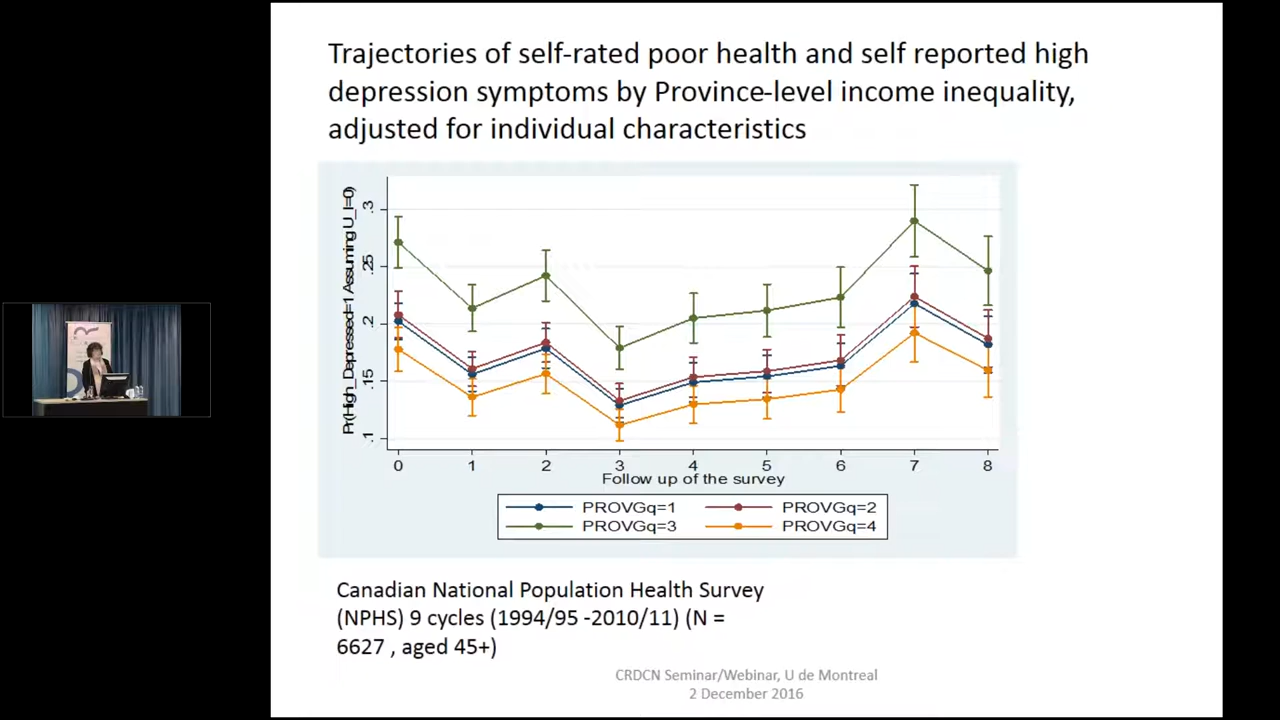 Trajectories of self-rated poor health and self reported high
depression symptoms by Province-level income inequality,
adjusted for individual characteristics
Pr(High_Depressed=1 Assuming U_I=0)
.3
.25
.2
.15
.1
0 1 2 3 4 5 6 7 8
Follow up of the survey
PROVGq=1 PROVGq=2
PROVGq=3 PROVGq=4
Canadian National Population Health Survey
(NPHS) 9 cycles (1994/95 -2010/11) (N =
6627 , aged 45+)
CRDCN Seminar/Webinar, U de Montreal
2 December 2016